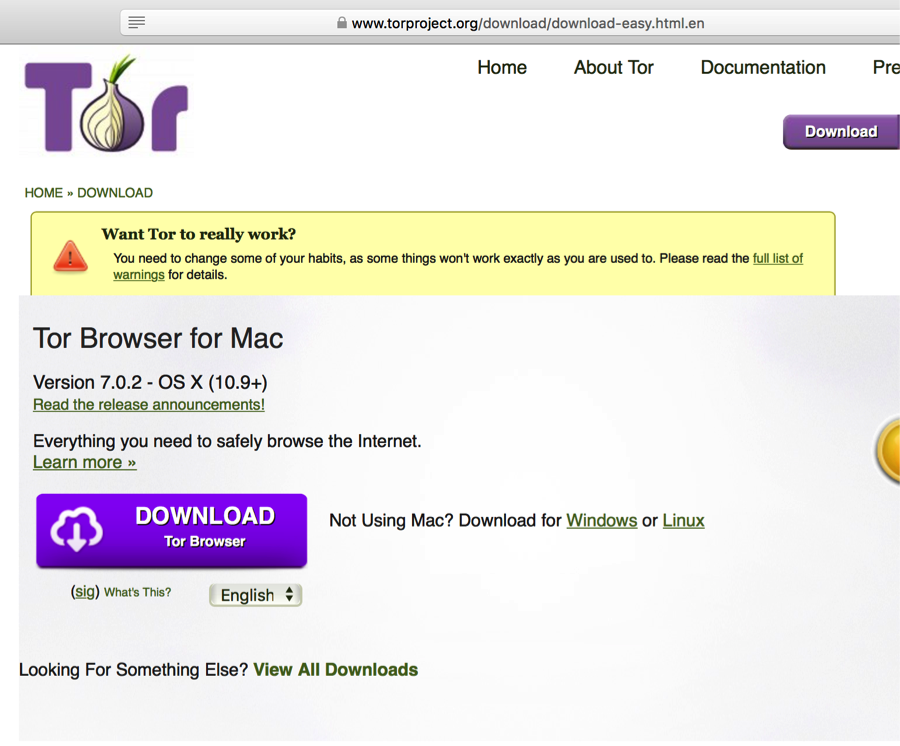 www.torproject.org/download/download-easy.html.en
Tor
Home About Tor Documentation Pre
Download
HOME » DOWNLOAD
Want Tor to really work?
You need to change some of your habits, as some things won't work exactly as you are used to. Please read the full list of
warnings for details.
Tor Browser for Mac
Version 7.0.2 - OS X (10.9+)
Read the release announcements!
Everything you need to safely browse the Internet.
Learn more »
DOWNLOAD
Tor Browser
Not Using Mac? Download for Windows or Linux
(sig) What's This?
English
Looking For Something Else? View All Downloads